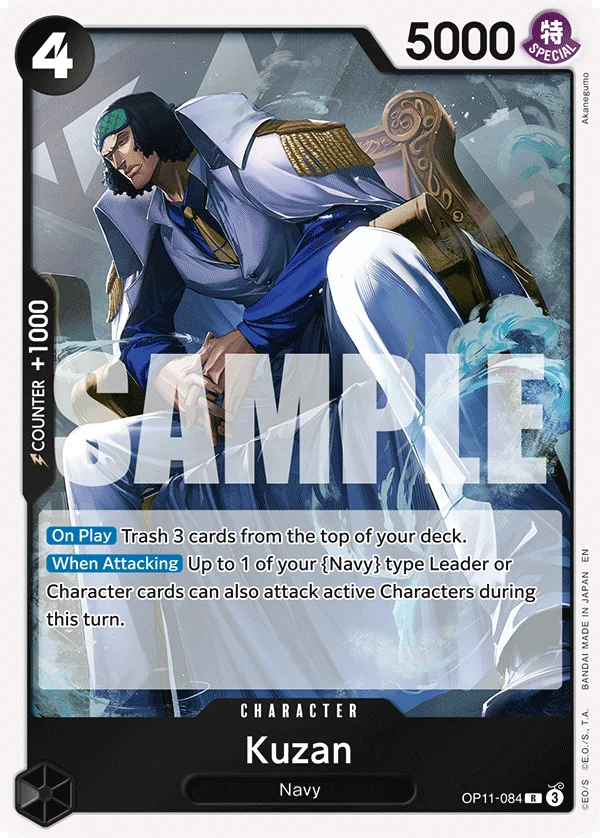 4
5000
特
SPECIAL
Akanegumo
COUNTER +1000
SAMPLE
On Play Trash 3 cards from the top of your deck.
When Attacking Up to 1 of your {Navy} type Leader or
Character cards can also attack active Characters during
this turn.
CHARACTER
Kuzan
Navy
OP11-084 R 3
©EO/S ©E.O./S., T.A. BANDAI MADE IN JAPAN EN